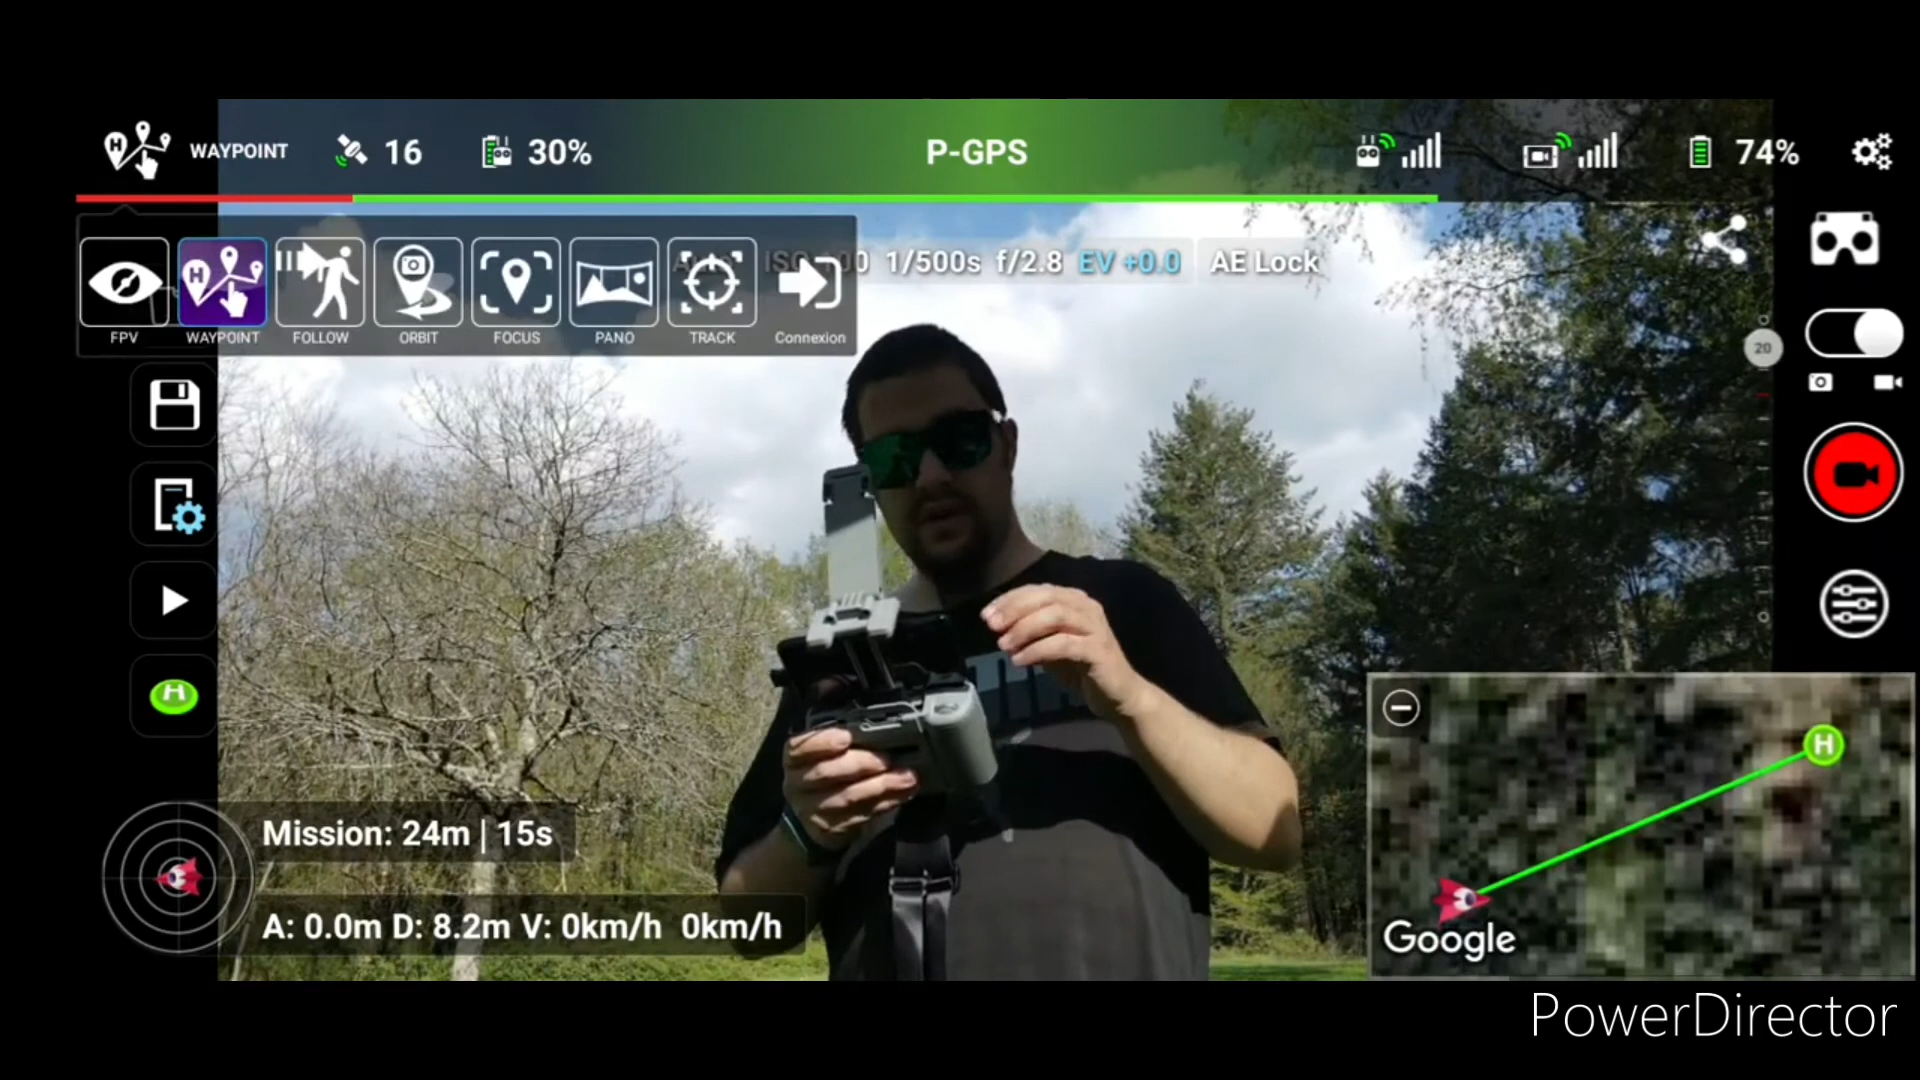 WAYPOINT 16 30% P-GPS 74%
1/500s f/2.8 EV +0.0 AE Lock
H
FPV WAYPOINT FOLLOW ORBIT FOCUS PANO TRACK Connexion
20
H
H
Mission: 24m | 15s
A: 0.0m D: 8.2m V: 0km/h 0km/h
Google
PowerDirector